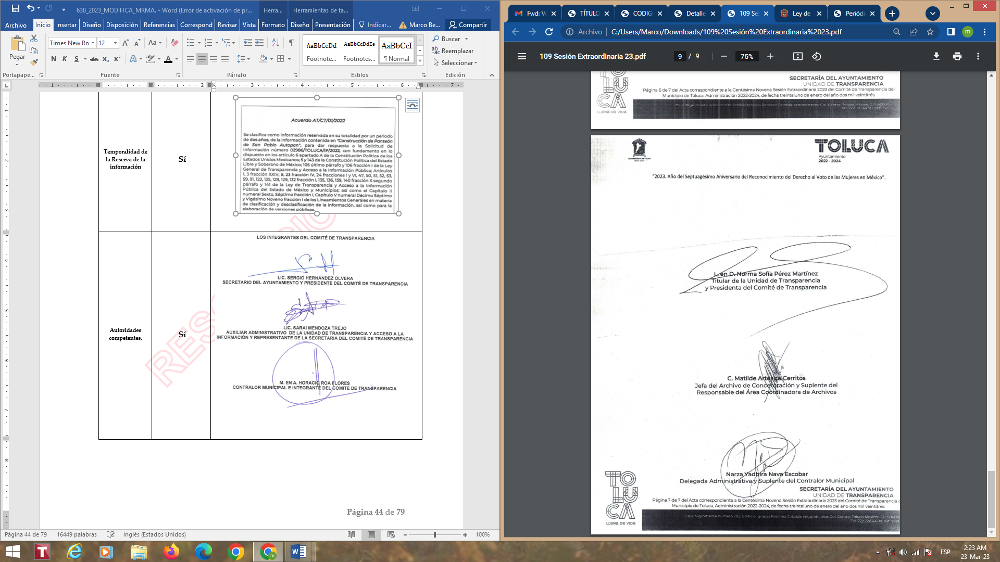 638_2023_MODIFICA_MRMA. - Word (Error de activación de pr...
Herra...
Herramientas de ta...
Archivo
Inicio
Insertar
Diseño
Disposición
Referencias
Correspond
Revisar
Vista
Formato
Diseño
Presentación
Indicar...
Marco Be...
Compartir
Pegar
Times New Ro
12
Aa
N K S abc x₂ x²
AaBbCcDd
AaBbCcDdEe
AaBbCcI
Footnote...
Footnotes...
¶ Normal
Buscar
Reemplazar
Seleccionar
Portapape...
Fuente
Párrafo
Estilos
Edición
Temporalidad de
la Reserva de la
información
Sí
Acuerdo AT/CT/01/2022
Se clasifica como información reservada en su totalidad por un periodo
de dos años, de la información contenida en "Construcción de Panteón
de San Pablo Autopan", para dar respuesta a la Solicitud de
Información número 02986/TOLUCA/IP/2022, con fundamento en lo
dispuesto en los artículo 6 apartado A de la Constitución Política de los
Estados Unidos Mexicanos; 5 y 143 de la Constitución Política del Estado
Libre y Soberano de México; 105 último párrafo y 106 fracción I de la Ley
General de Transparencia y Acceso a la Información Pública; Artículos
1, 3 fracción XXIV, 8, 23 fracción IV, 24 fracciones I y VI, 47, 50, 51, 52, 53,
59, 91, 122, 125, 128, 129, 132 fracción I, 135, 136, 139, 140 fracción X segundo
párrafo y 141 de la Ley de Transparencia y Acceso a la Información
Pública del Estado de México y Municipios; así como el Capítulo II
numeral Sexto, Séptimo fracción I, Capítulo V numeral Décimo Séptimo
y Vigésimo Noveno fracción I de los Lineamientos Generales en materia
de clasificación y desclasificación de la información, así como para la
elaboración de versiones públicas.
Autoridades
competentes.
Sí
LOS INTEGRANTES DEL COMITÉ DE TRANSPARENCIA
LIC. SERGIO HERNÁNDEZ OLVERA
SECRETARIO DEL AYUNTAMIENTO Y PRESIDENTE DEL COMITÉ DE TRANSPARENCIA
LIC. SARAI MENDOZA TREJO
AUXILIAR ADMINISTRATIVO DE LA UNIDAD DE TRANSPARENCIA Y ACCESO A LA
INFORMACIÓN Y REPRESENTANTE DE LA SECRETARIA DEL COMITÉ DE TRANSPARENCIA
M. EN A. HORACIO ROA FLORES
CONTRALOR MUNICIPAL E INTEGRANTE DEL COMITÉ DE TRANSPARENCIA
Página 44 de 79
Página 44 de 79
16449 palabras
Inglés (Estados Unidos)
100%
Fwd: Vo
TÍTULO
CODIG
Detalle
109 Ses
Ley de
Periódi
Archivo
C:/Users/Marco/Downloads/109%20Sesión%20Extraordinaria%2023.pdf
m
109 Sesión Extraordinaria 23.pdf
9 / 9
75%
SECRETARÍA DEL AYUNTAMIENTO
UNIDAD DE TRANSPARENCIA
Página 6 de 7 del Acta correspondiente a la Centésima Novena Sesión Extraordinaria 2023 del Comité de Transparencia del
Municipio de Toluca, Administración 2022-2024, de fecha treintaiuno de enero del año dos mil veintitrés.
Calle Nigromante número 202, Edificio Ignacio Ramírez Calzada, segundo piso, Col. Centro, Toluca México, C.P. 50000.
Tel: 722.226.44.90, ext: 7321
LLENA DE VIDA
Ayuntamiento de Toluca
2022 - 2024
TOLUCA
Ayuntamiento
2022 - 2024
"2023. Año del Septuagésimo Aniversario del Reconocimiento del Derecho al Voto de las Mujeres en México".
L. en D. Norma Sofía Pérez Martínez
Titular de la Unidad de Transparencia
y Presidenta del Comité de Transparencia
C. Matilde Arteaga Cerritos
Jefa del Archivo de Concentración y Suplente del
Responsable del Área Coordinadora de Archivos
Narza Yadhira Nava Escobar
Delegada Administrativa y Suplente del Contralor Municipal
SECRETARÍA DEL AYUNTAMIENTO
UNIDAD DE TRANSPARENCIA
Página 7 de 7 del Acta correspondiente a la Centésima Novena Sesión Extraordinaria 2023 del Comité de Transparencia
Municipio de Toluca, Administración 2022-2024, de fecha treintaiuno de enero del año dos mil veintitrés.
Calle Nigromante número 202, Edificio Ignacio Ramírez Calzada, segundo piso, Col. Centro, Toluca México, C.P. 50000
Tel: 722.226.44.90, ext: 7321
TOLUCA
LLENA DE VIDA
ESP
2:23 AM
23-Mar-23